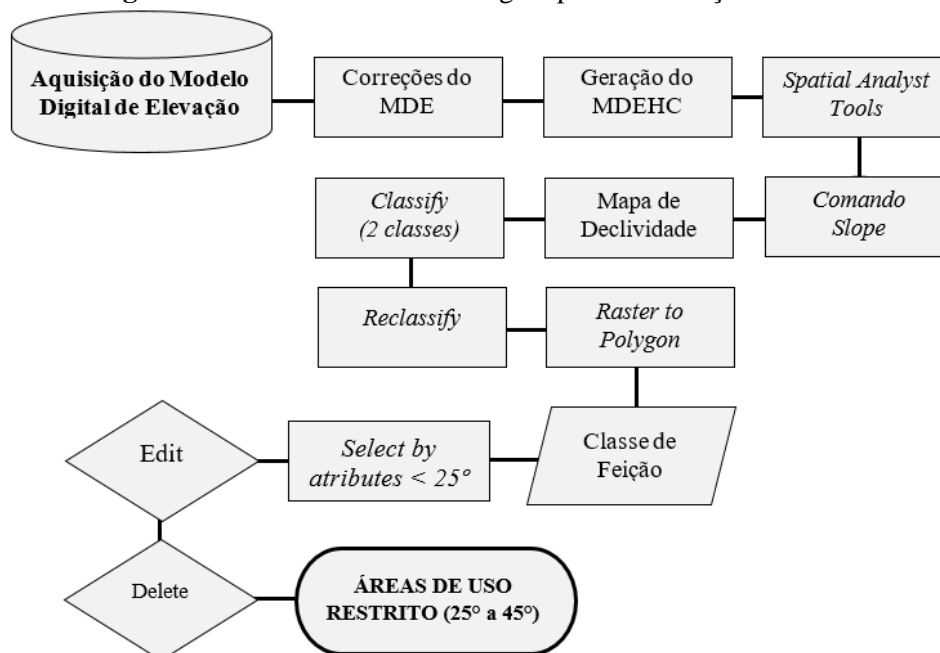 Aquisição do Modelo
Digital de Elevação
Correções do
MDE
Geração do
MDEHC
Spatial Analyst
Tools
Comando
Slope
Mapa de
Declividade
Classify
(2 classes)
Reclassify
Raster to
Polygon
Classe de
Feição
Select by
atributes < 25°
Edit
Delete
ÁREAS DE USO
RESTRITO (25° a 45°)